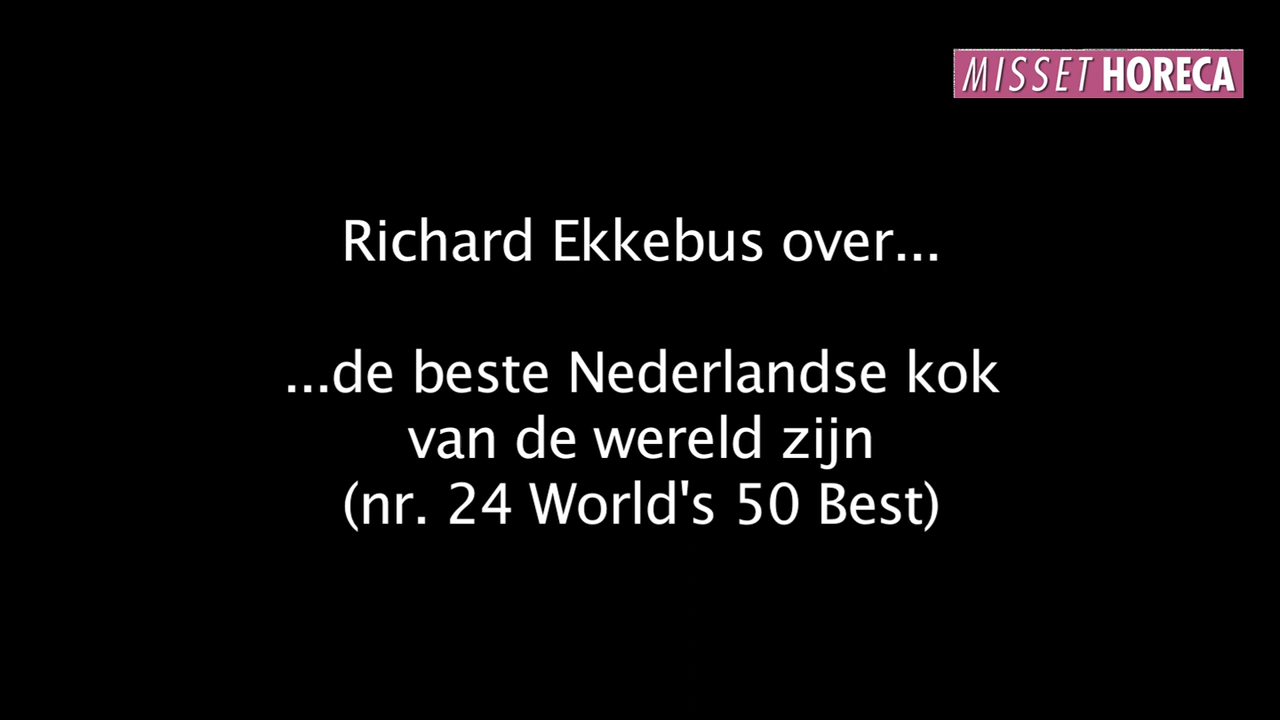 MISSET HORECA
Richard Ekkebus over...
...de beste Nederlandse kok
van de wereld zijn
(nr. 24 World's 50 Best)